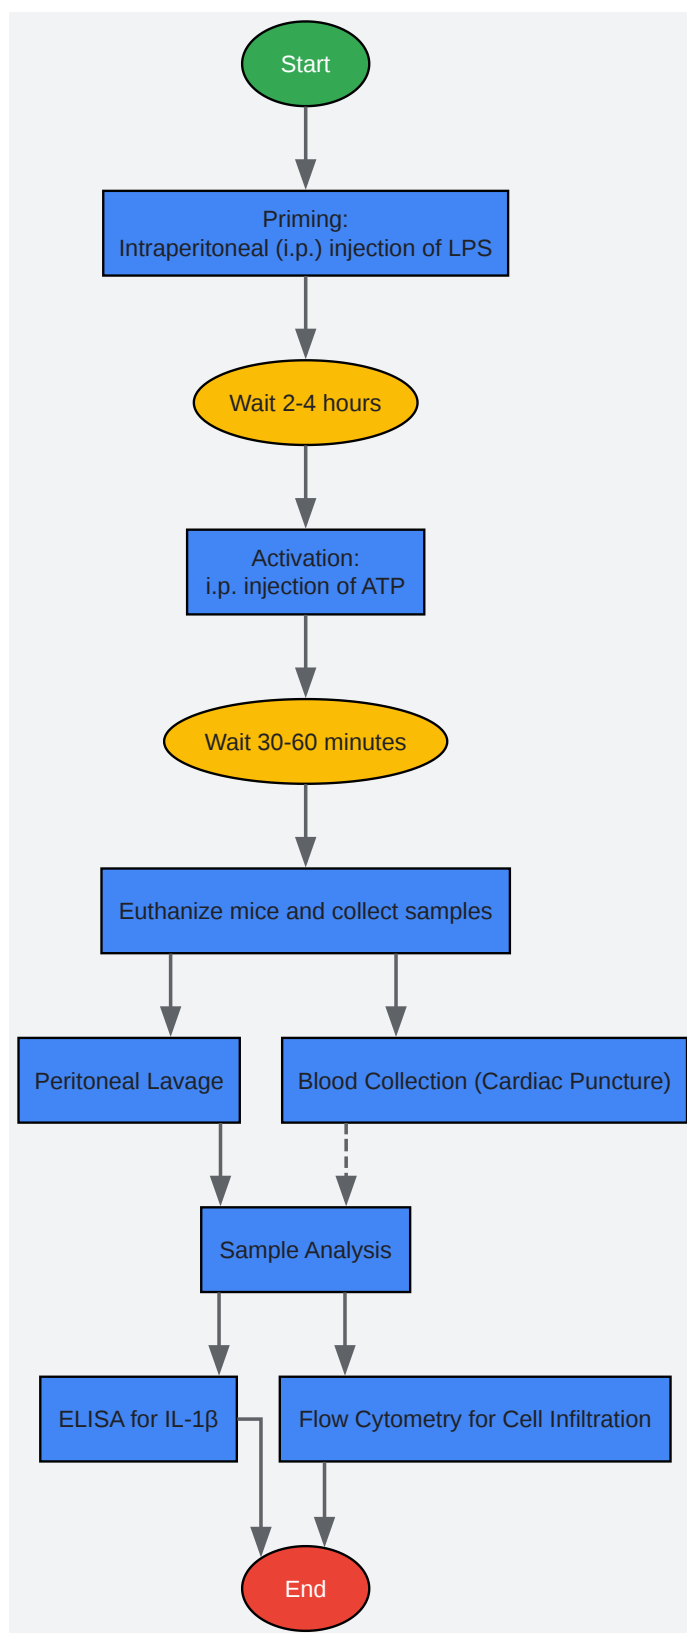 Start
Priming:
Intraperitoneal (i.p.) injection of LPS
Wait 2-4 hours
Activation:
i.p. injection of ATP
Wait 30-60 minutes
Euthanize mice and collect samples
Peritoneal Lavage
Blood Collection (Cardiac Puncture)
Sample Analysis
ELISA for IL-1β
Flow Cytometry for Cell Infiltration
End